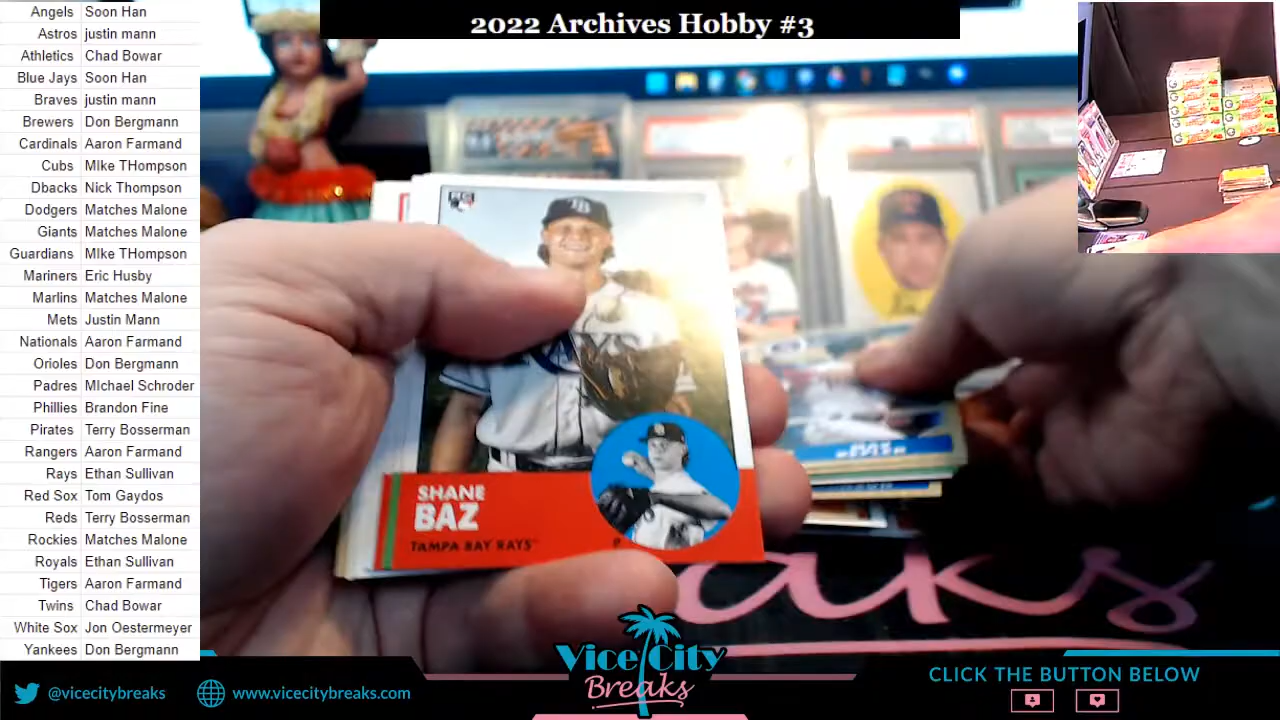 2022 Archives Hobby #3
Angels Soon Han
Astros justin mann
Athletics Chad Bowar
Blue Jays Soon Han
Braves justin mann
Brewers Don Bergmann
Cardinals Aaron Farmand
Cubs MIke THompson
Dbacks Nick Thompson
Dodgers Matches Malone
Giants Matches Malone
Guardians MIke THompson
Mariners Eric Husby
Marlins Matches Malone
Mets Justin Mann
Nationals Aaron Farmand
Orioles Don Bergmann
Padres MIchael Schroder
Phillies Brandon Fine
Pirates Terry Bosserman
Rangers Aaron Farmand
Rays Ethan Sullivan
Red Sox Tom Gaydos
Reds Terry Bosserman
Rockies Matches Malone
Royals Ethan Sullivan
Tigers Aaron Farmand
Twins Chad Bowar
White Sox Jon Oestermeyer
Yankees Don Bergmann
RC
TB
SHANE
BAZ
TAMPA BAY RAYS
P
Vice City
Breaks
@vicecitybreaks
www.vicecitybreaks.com
CLICK THE BUTTON BELOW